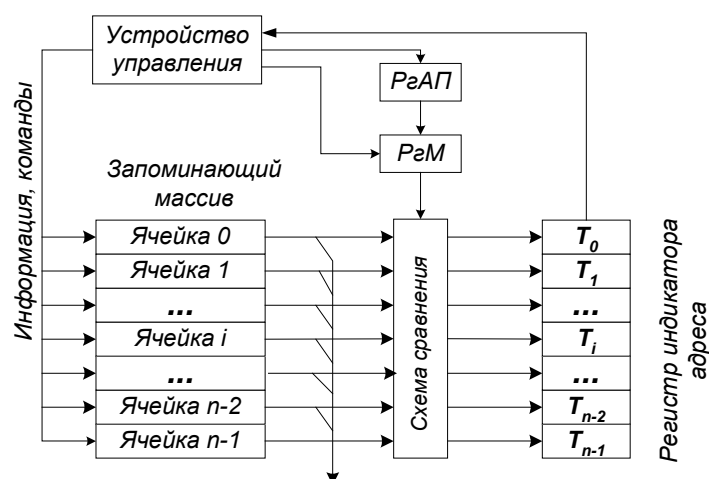 Устройство
управления
РгАП
РгМ
Информация, команды
Запоминающий
массив
Ячейка 0
Ячейка 1
...
Ячейка i
...
Ячейка n-2
Ячейка n-1
Схема сравнения
T0
T1
...
Ti
...
Tn-2
Tn-1
Регистр индикатора
адреса